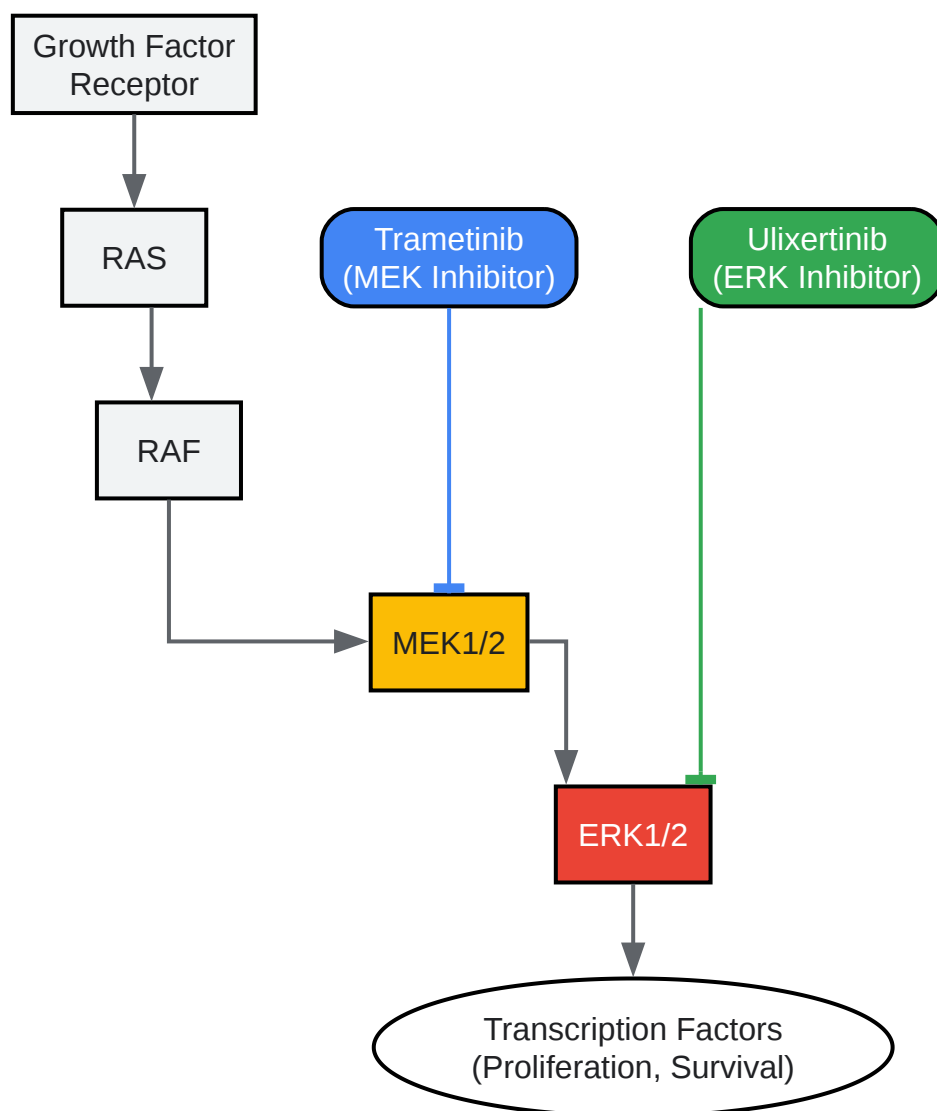 Growth Factor
Receptor
RAS
Trametinib
(MEK Inhibitor)
Ulixertinib
(ERK Inhibitor)
RAF
MEK1/2
ERK1/2
Transcription Factors
(Proliferation, Survival)